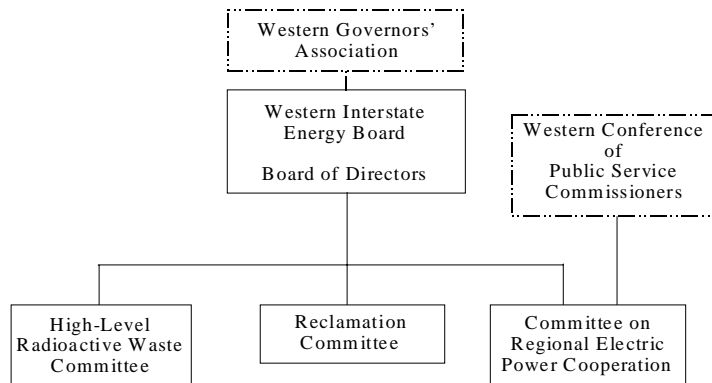 Western Governors’
Association
Western Interstate
Energy Board
Board of Directors
Western Conference
of
Public Service
Commissioners
High-Level
Radioactive Waste
Committee
Reclamation
Committee
Committee on
Regional Electric
Power Cooperation